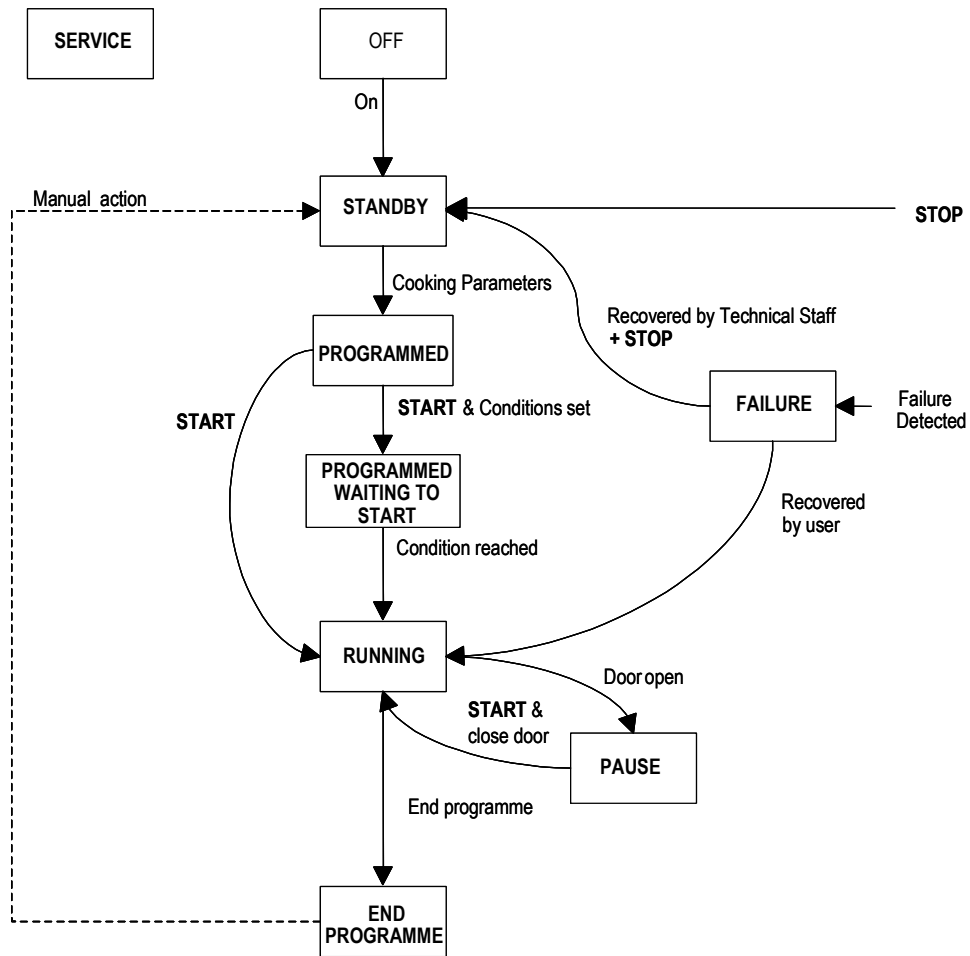 SERVICE
OFF
On
Manual action
STANDBY
STOP
Cooking Parameters
Recovered by Technical Staff
+ STOP
PROGRAMMED
FAILURE
Failure
Detected
START
START & Conditions set
PROGRAMMED
WAITING TO
START
Recovered
by user
Condition reached
RUNNING
Door open
START &
close door
PAUSE
End programme
END
PROGRAMME